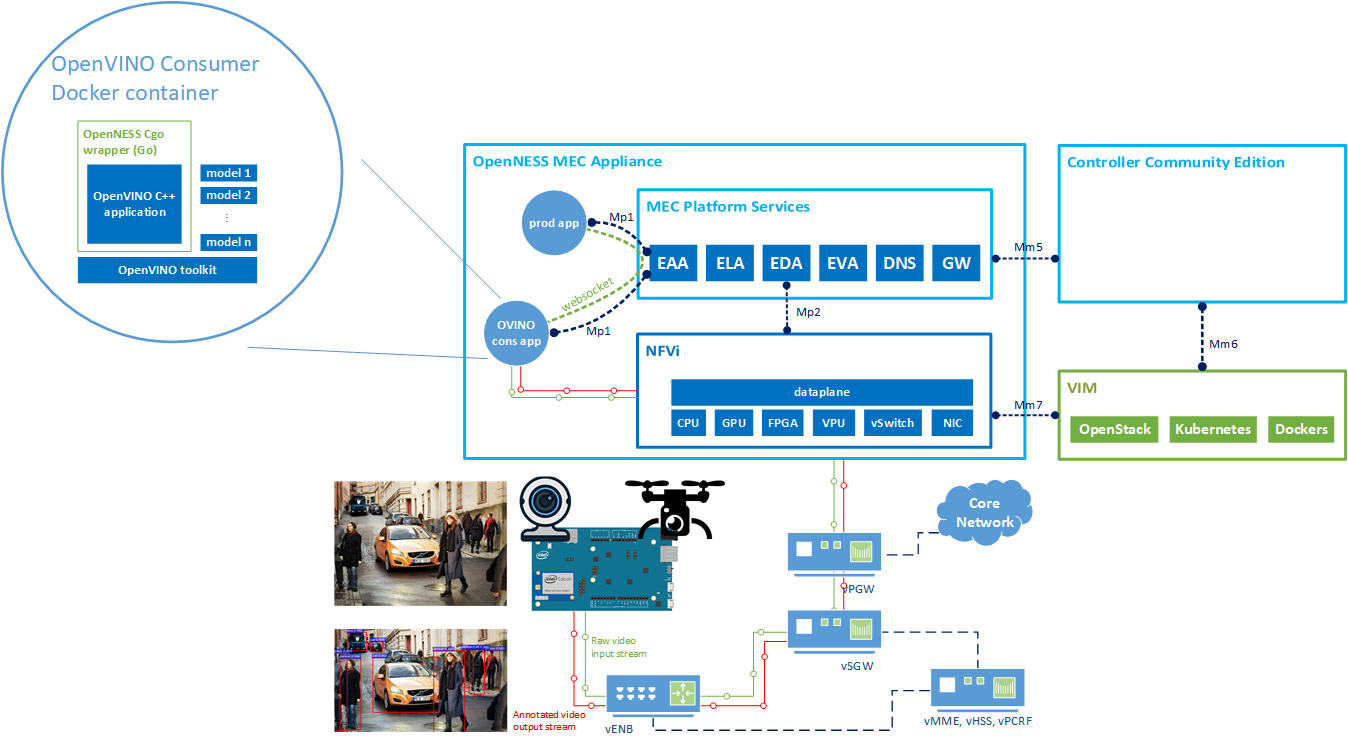 OpenVINO Consumer
Docker container
OpenNESS Cgo
wrapper (Go)
OpenVINO C++
application
model 1
model 2
⋮
model n
OpenVINO toolkit
OpenNESS MEC Appliance
prod app
Mp1
MEC Platform Services
EAA
ELA
EDA
EVA
DNS
GW
websocket
Mp1
OVINO
cons app
Mp2
NFVi
dataplane
CPU
GPU
FPGA
VPU
vSwitch
NIC
Controller Community Edition
Mm5
Mm6
Mm7
VIM
OpenStack
Kubernetes
Dockers
Core
Network
vPGW
vSGW
vMME, vHSS, vPCRF
vENB
Raw video
input stream
Annotated video
output stream
intel
intel Edison